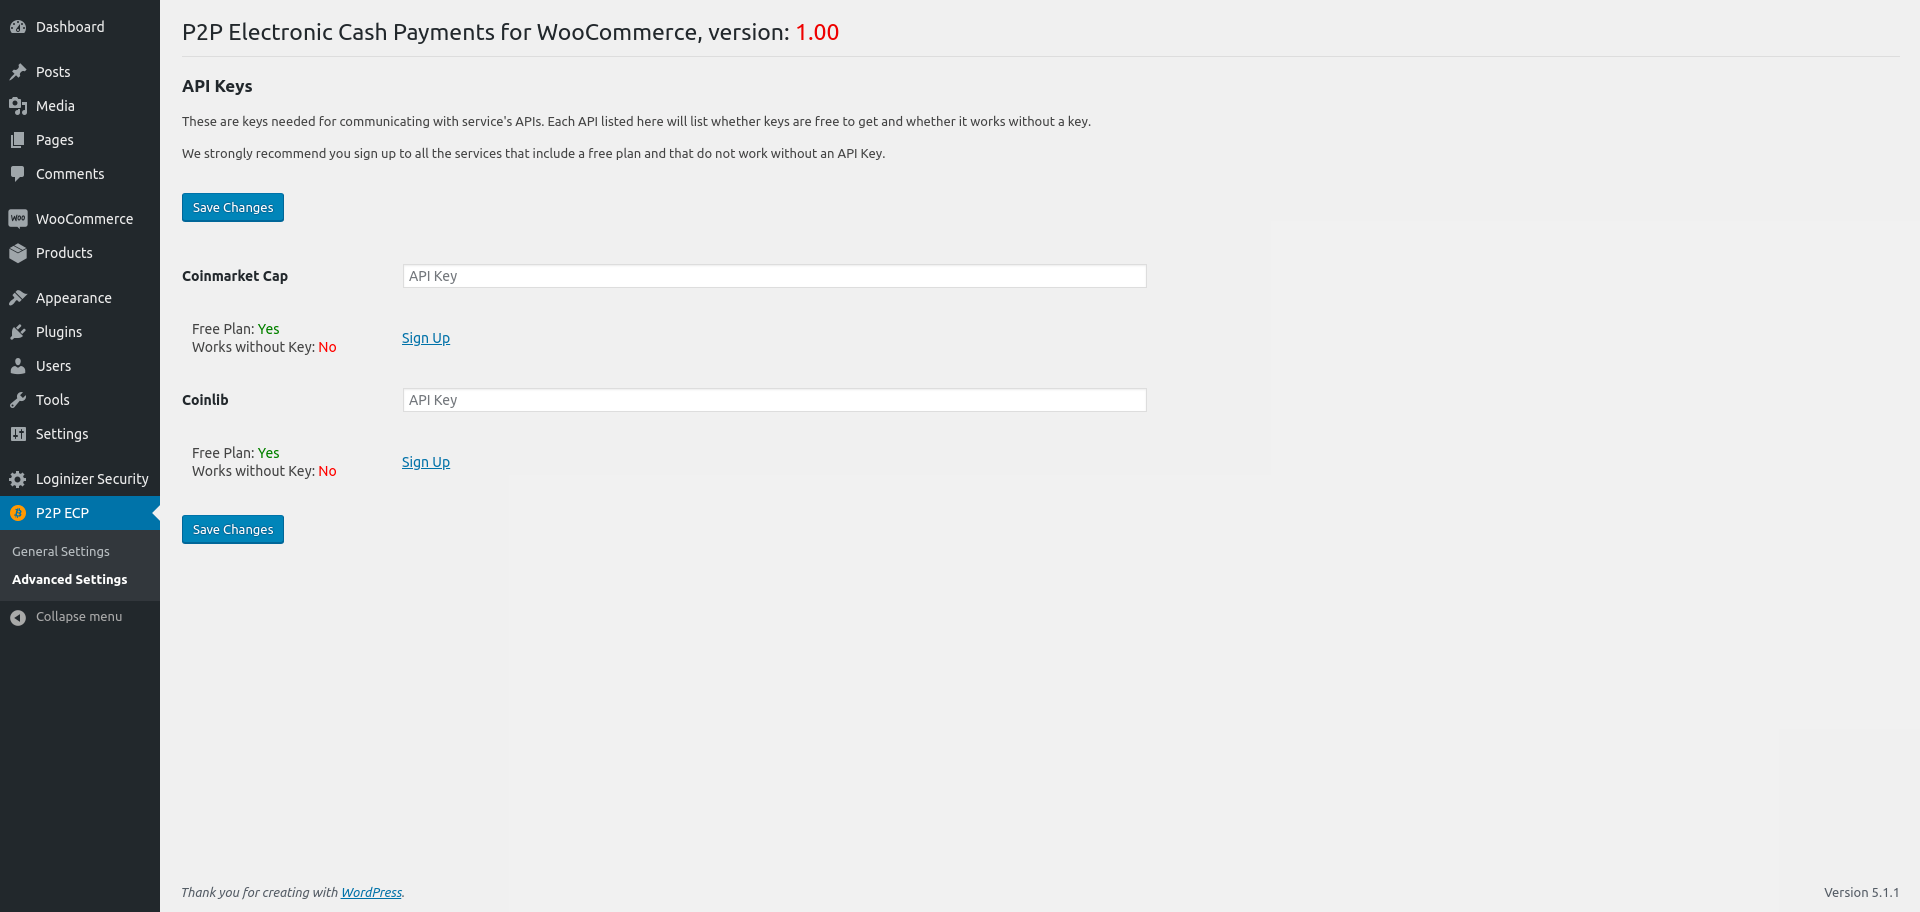 Dashboard
Posts
Media
Pages
Comments
WOO
WooCommerce
Products
Appearance
Plugins
Users
Tools
Settings
Loginizer Security
P2P ECP
General Settings
Advanced Settings
Collapse menu
P2P Electronic Cash Payments for WooCommerce, version: 1.00
API Keys
These are keys needed for communicating with service's APIs. Each API listed here will list whether keys are free to get and whether it works without a key.
We strongly recommend you sign up to all the services that include a free plan and that do not work without an API Key.
Save Changes
Coinmarket Cap
API Key
Free Plan: Yes
Works without Key: No
Sign Up
Coinlib
API Key
Free Plan: Yes
Works without Key: No
Sign Up
Save Changes
Thank you for creating with WordPress.
Version 5.1.1